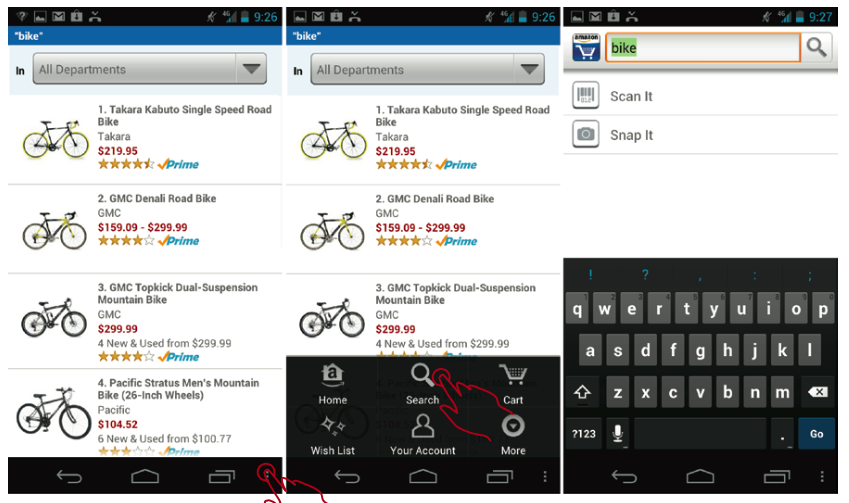 4G 9:26
"bike"
In All Departments
1. Takara Kabuto Single Speed Road
Bike
Takara
$219.95
Prime
2. GMC Denali Road Bike
GMC
$159.09 - $299.99
Prime
3. GMC Topkick Dual-Suspension
Mountain Bike
GMC
$299.99
4 New & Used from $299.99
Prime
4. Pacific Stratus Men's Mountain
Bike (26-Inch Wheels)
Pacific
$104.52
6 New & Used from $100.77
Prime
4G 9:26
"bike"
In All Departments
1. Takara Kabuto Single Speed Road
Bike
Takara
$219.95
Prime
2. GMC Denali Road Bike
GMC
$159.09 - $299.99
Prime
3. GMC Topkick Dual-Suspension
Mountain Bike
GMC
$299.99
4 New & Used from $299.99
Home Search Cart
Wish List Your Account More
4G 9:27
amazon
bike
Scan It
Snap It
! ? , : ;
q w e r t y u i o p
a s d f g h j k l
z x c v b n m
?123 . Go